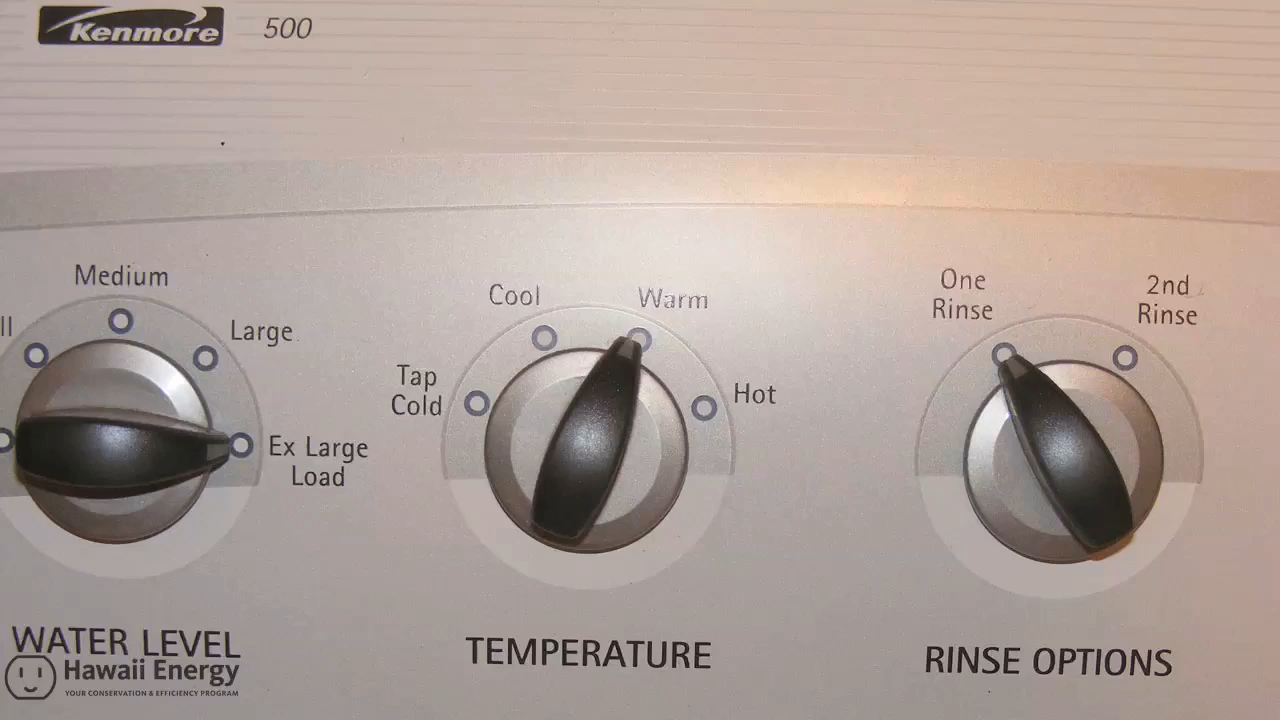 Kenmore 500
Medium
ll
Large
Ex Large
Load
WATER LEVEL
Cool
Warm
Tap
Cold
Hot
TEMPERATURE
One
Rinse
2nd
Rinse
RINSE OPTIONS
Hawaii Energy
YOUR CONSERVATION & EFFICIENCY PROGRAM